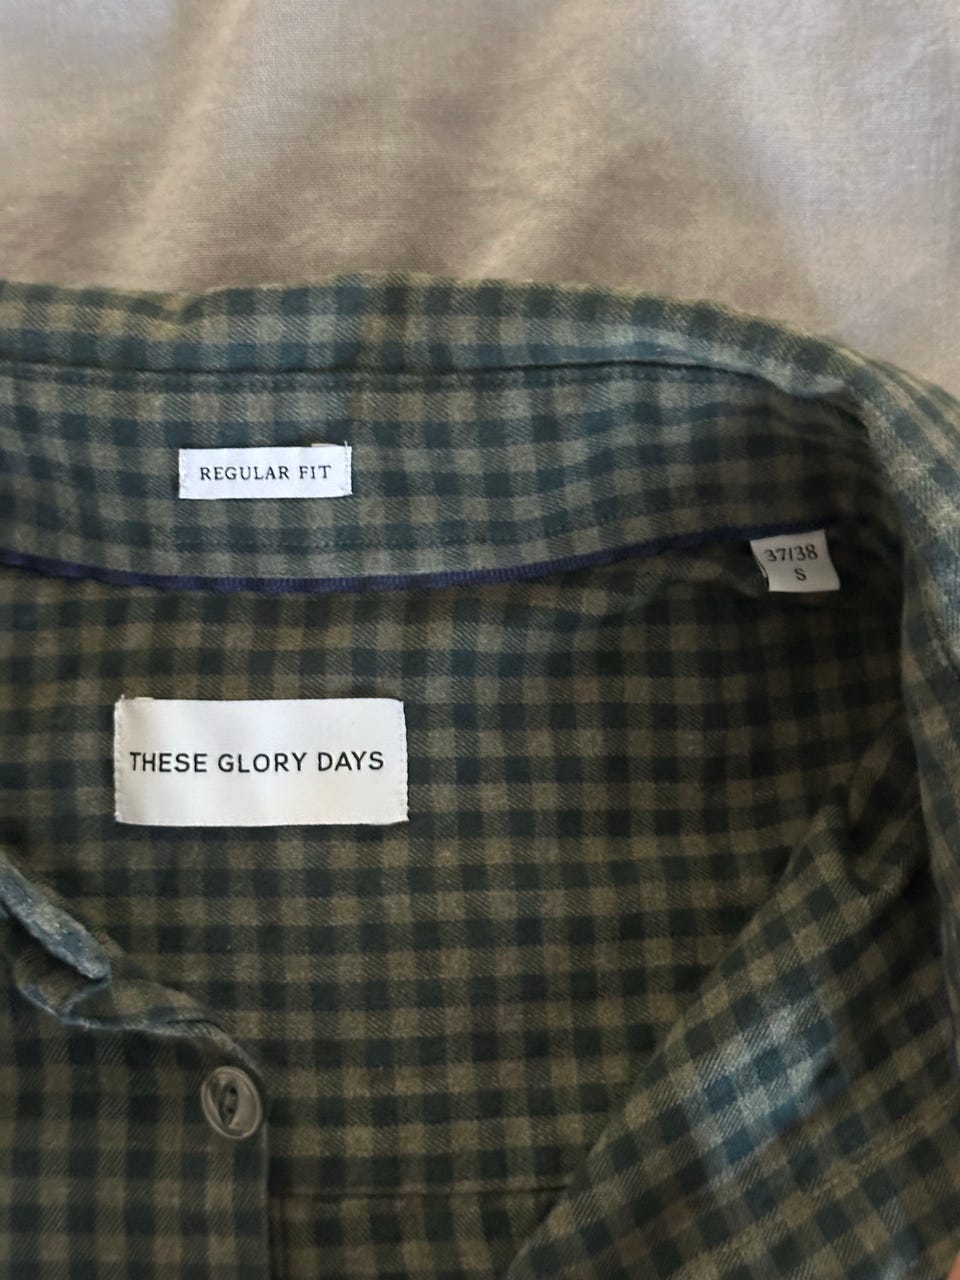 REGULAR FIT
37/38
S
THESE GLORY DAYS